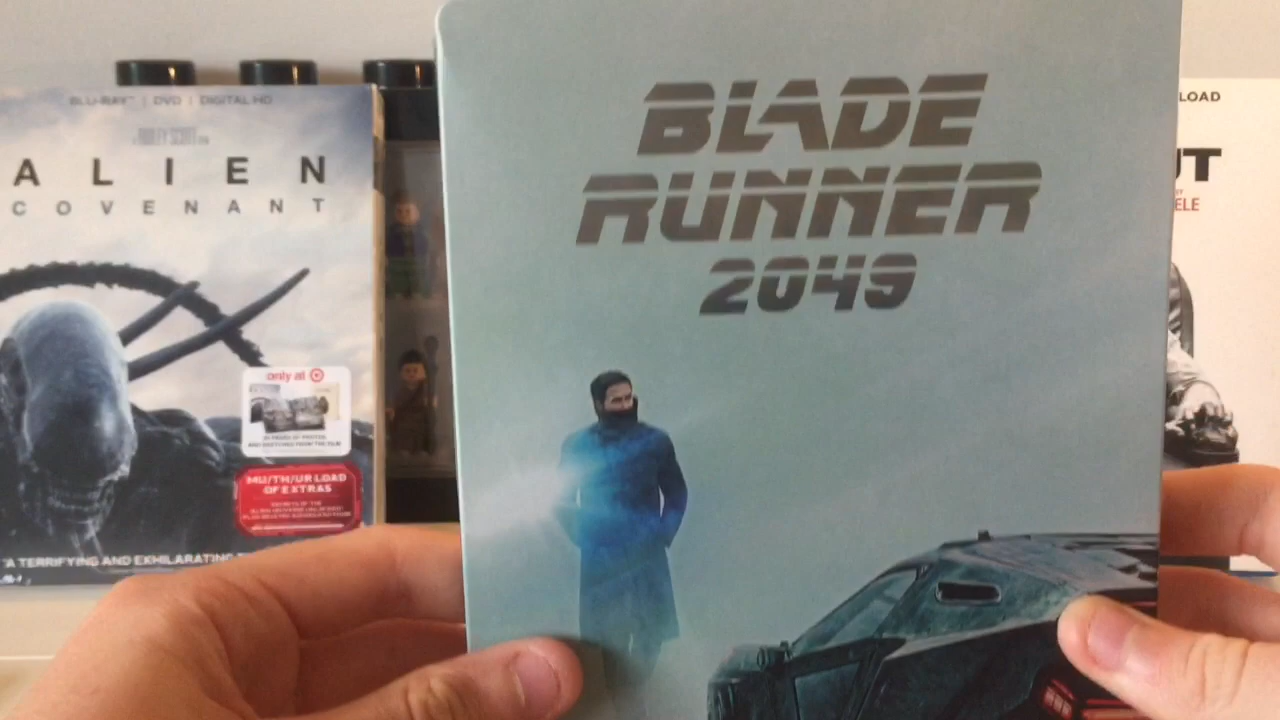 BLU-RAY™ | DVD | DIGITAL HD
ALIEN
COVENANT
only at
MU/TH/UR LOAD
OF EXTRAS
A TERRIFYING AND EXHILARATING
BLADE
RUNNER
2049
LOAD
UT
ELE